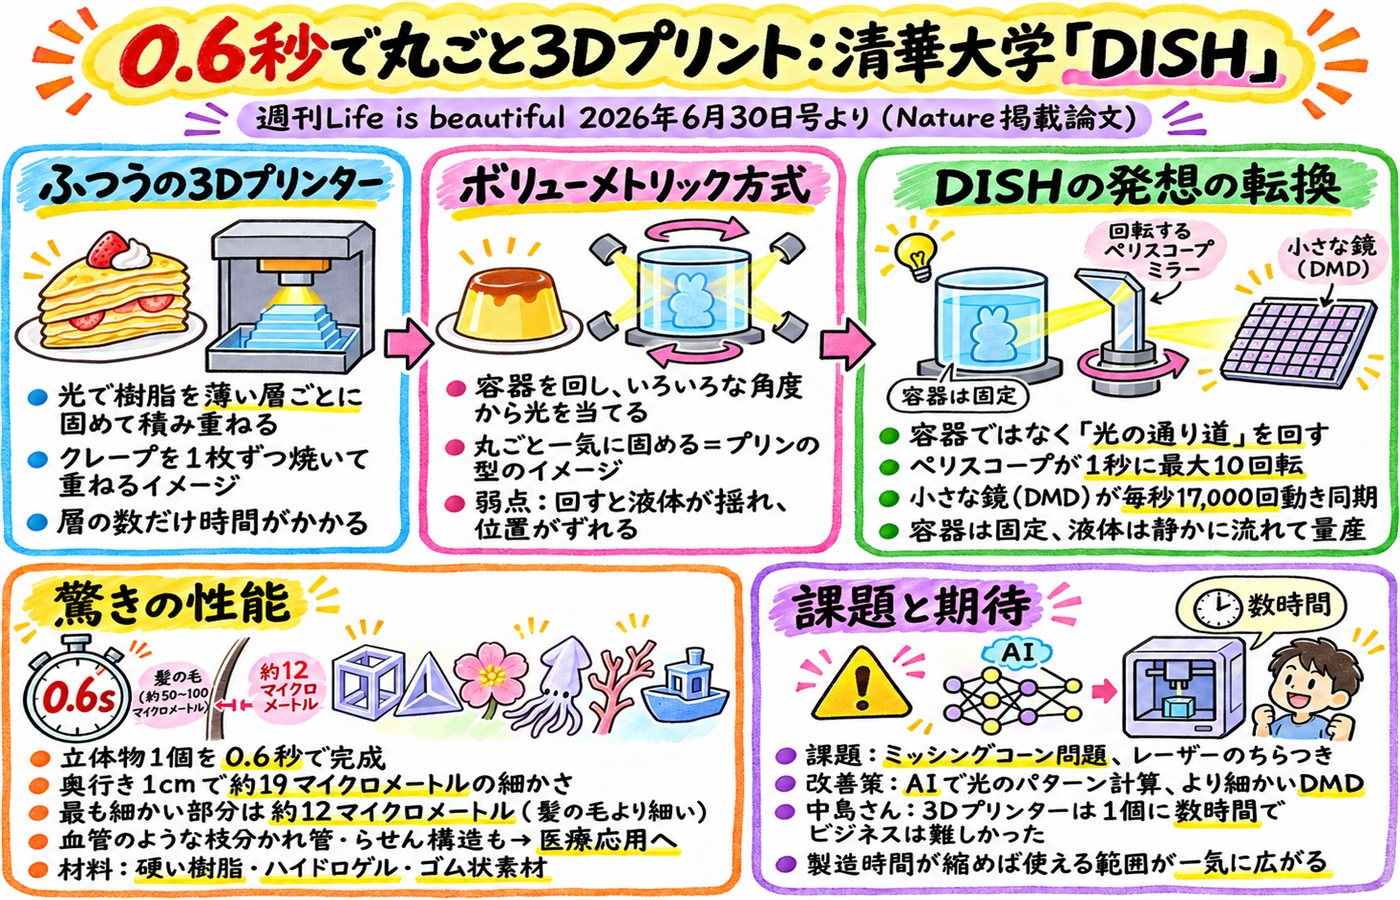 0.6秒で丸ごと3Dプリント：清華大学「DISH」
週刊Life is beautiful 2026年6月30日号より（Nature掲載論文）
ふつうの3Dプリンター
光で樹脂を薄い層ごとに
固めて積み重ねる
クレープを1枚ずつ焼いて
重ねるイメージ
層の数だけ時間がかかる
ボリューメトリック方式
容器を回し、いろいろな角度
から光を当てる
丸ごと一気に固める＝プリンの
型のイメージ
弱点：回すと液体が揺れ、
位置がずれる
DISHの発想の転換
回転する
ペリスコープ
ミラー
小さな鏡
（DMD）
容器は固定
容器ではなく「光の通り道」を回す
ペリスコープが1秒に最大10回転
小さな鏡（DMD）が毎秒17,000回動き同期
容器は固定、液体は静かに流れて量産
驚きの性能
0.6s
髪の毛
（約50〜100
マイクロメートル）
約12
マイクロ
メートル
立体物1個を0.6秒で完成
奥行き1cmで約19マイクロメートルの細かさ
最も細かい部分は約12マイクロメートル（髪の毛より細い）
血管のような枝分かれ管・らせん構造も→医療応用へ
材料：硬い樹脂・ハイドロゲル・ゴム状素材
課題と期待
AI
数時間
課題：ミッシングコーン問題、レーザーのちらつき
改善策：AIで光のパターン計算、より細かいDMD
中島さん：3Dプリンターは1個に数時間で
ビジネスは難しかった
製造時間が縮めば使える範囲が一気に広がる